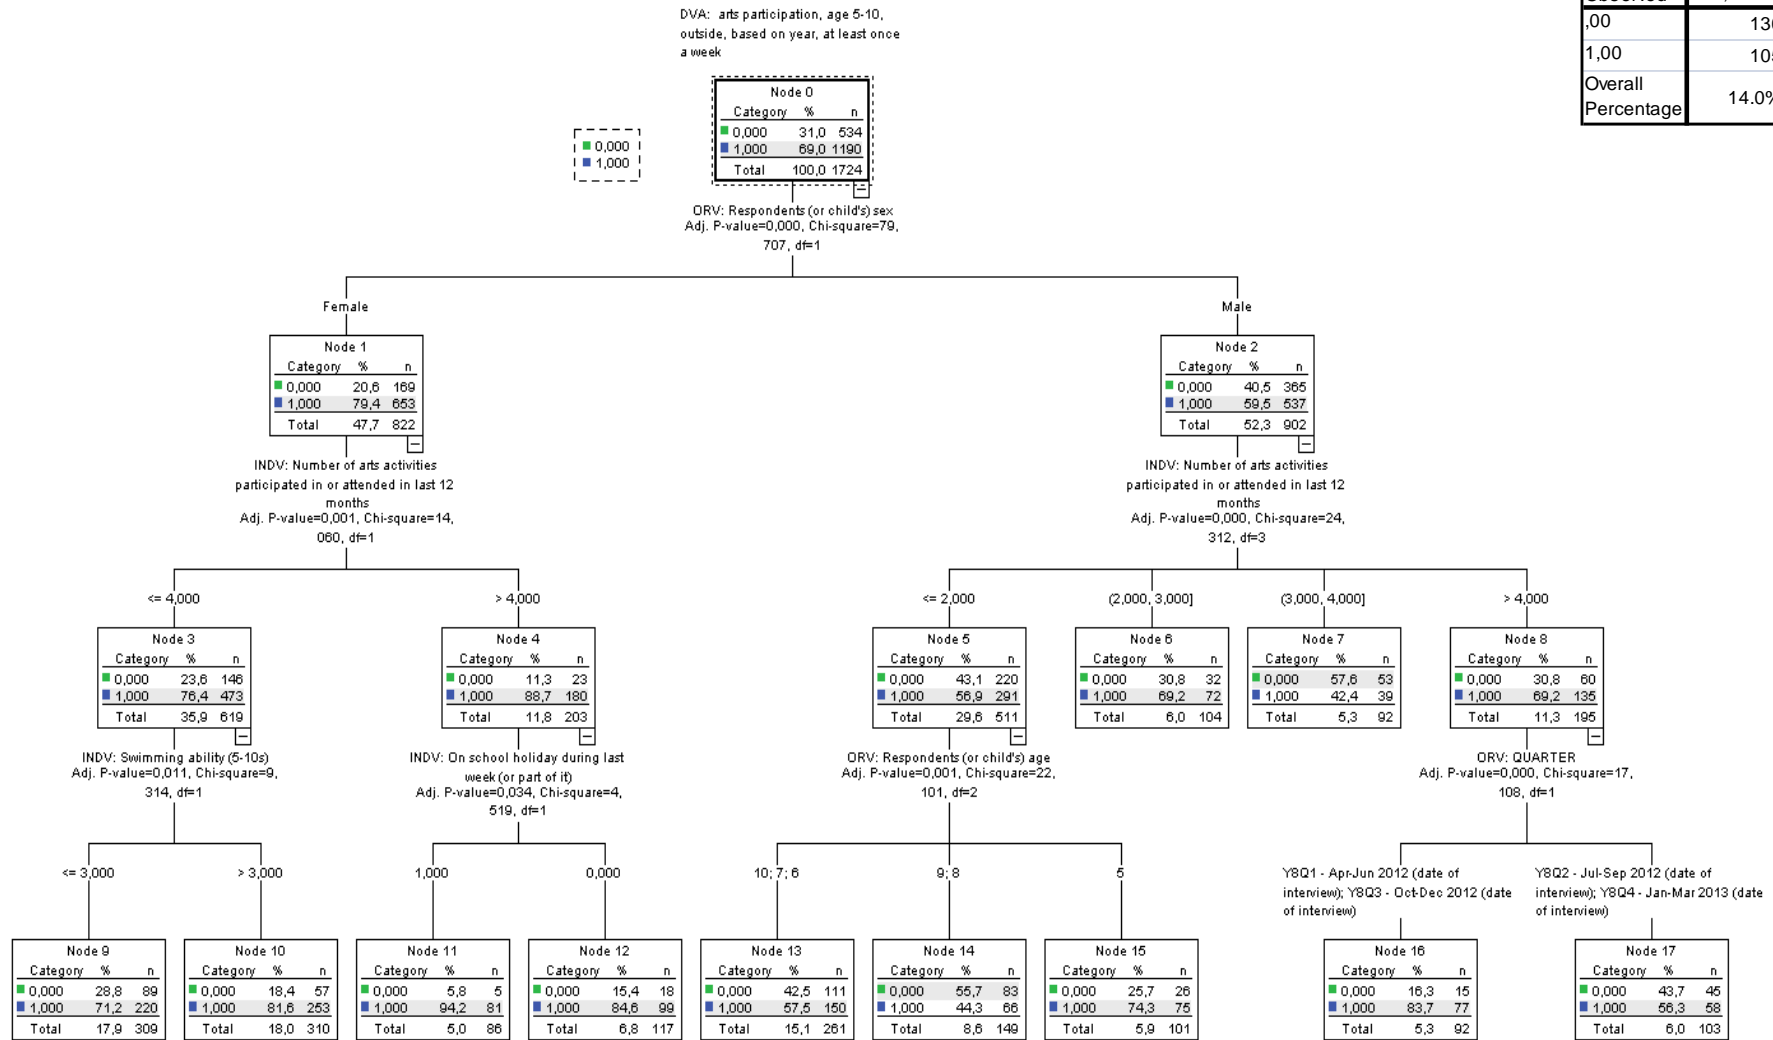 DVA: arts participation, age 5-10,
outside, based on year, at least once
a week
,00
1,00
Overall
Percentage
14.0%
0,000
1,000
Node 0
Category % n
0,000 31,0 534
1,000 69,0 1190
Total 100,0 1724
ORV: Respondents (or child's) sex
Adj. P-value=0,000, Chi-square=79,
707, df=1
Female
Male
Node 1
Category % n
0,000 20,6 169
1,000 79,4 653
Total 47,7 822
Node 2
Category % n
0,000 40,5 365
1,000 59,5 537
Total 52,3 902
INDV: Number of arts activities
participated in or attended in last 12
months
Adj. P-value=0,001, Chi-square=14,
060, df=1
INDV: Number of arts activities
participated in or attended in last 12
months
Adj. P-value=0,000, Chi-square=24,
312, df=3
<= 4,000
> 4,000
<= 2,000
(2,000, 3,000]
(3,000, 4,000]
> 4,000
Node 3
Category % n
0,000 23,6 146
1,000 76,4 473
Total 35,9 619
Node 4
Category % n
0,000 11,3 23
1,000 88,7 180
Total 11,8 203
Node 5
Category % n
0,000 43,1 220
1,000 56,9 291
Total 29,6 511
Node 6
Category % n
0,000 30,8 32
1,000 69,2 72
Total 6,0 104
Node 7
Category % n
0,000 57,6 53
1,000 42,4 39
Total 5,3 92
Node 8
Category % n
0,000 30,8 60
1,000 69,2 135
Total 11,3 195
INDV: Swimming ability (5-10s)
Adj. P-value=0,011, Chi-square=9,
314, df=1
INDV: On school holiday during last
week (or part of it)
Adj. P-value=0,034, Chi-square=4,
519, df=1
ORV: Respondents (or child's) age
Adj. P-value=0,001, Chi-square=22,
101, df=2
ORV: QUARTER
Adj. P-value=0,000, Chi-square=17,
108, df=1
<= 3,000
> 3,000
1,000
0,000
10; 7; 6
9; 8
5
Y8Q1 - Apr-Jun 2012 (date of
interview); Y8Q3 - Oct-Dec 2012 (date
of interview)
Y8Q2 - Jul-Sep 2012 (date of
interview); Y8Q4 - Jan-Mar 2013 (date
of interview)
Node 9
Category % n
0,000 28,8 89
1,000 71,2 220
Total 17,9 309
Node 10
Category % n
0,000 18,4 57
1,000 81,6 253
Total 18,0 310
Node 11
Category % n
0,000 5,8 5
1,000 94,2 81
Total 5,0 86
Node 12
Category % n
0,000 15,4 18
1,000 84,6 99
Total 6,8 117
Node 13
Category % n
0,000 42,5 111
1,000 57,5 150
Total 15,1 261
Node 14
Category % n
0,000 55,7 83
1,000 44,3 66
Total 8,6 149
Node 15
Category % n
0,000 25,7 26
1,000 74,3 75
Total 5,9 101
Node 16
Category % n
0,000 16,3 15
1,000 83,7 77
Total 5,3 92
Node 17
Category % n
0,000 43,7 45
1,000 56,3 58
Total 6,0 103